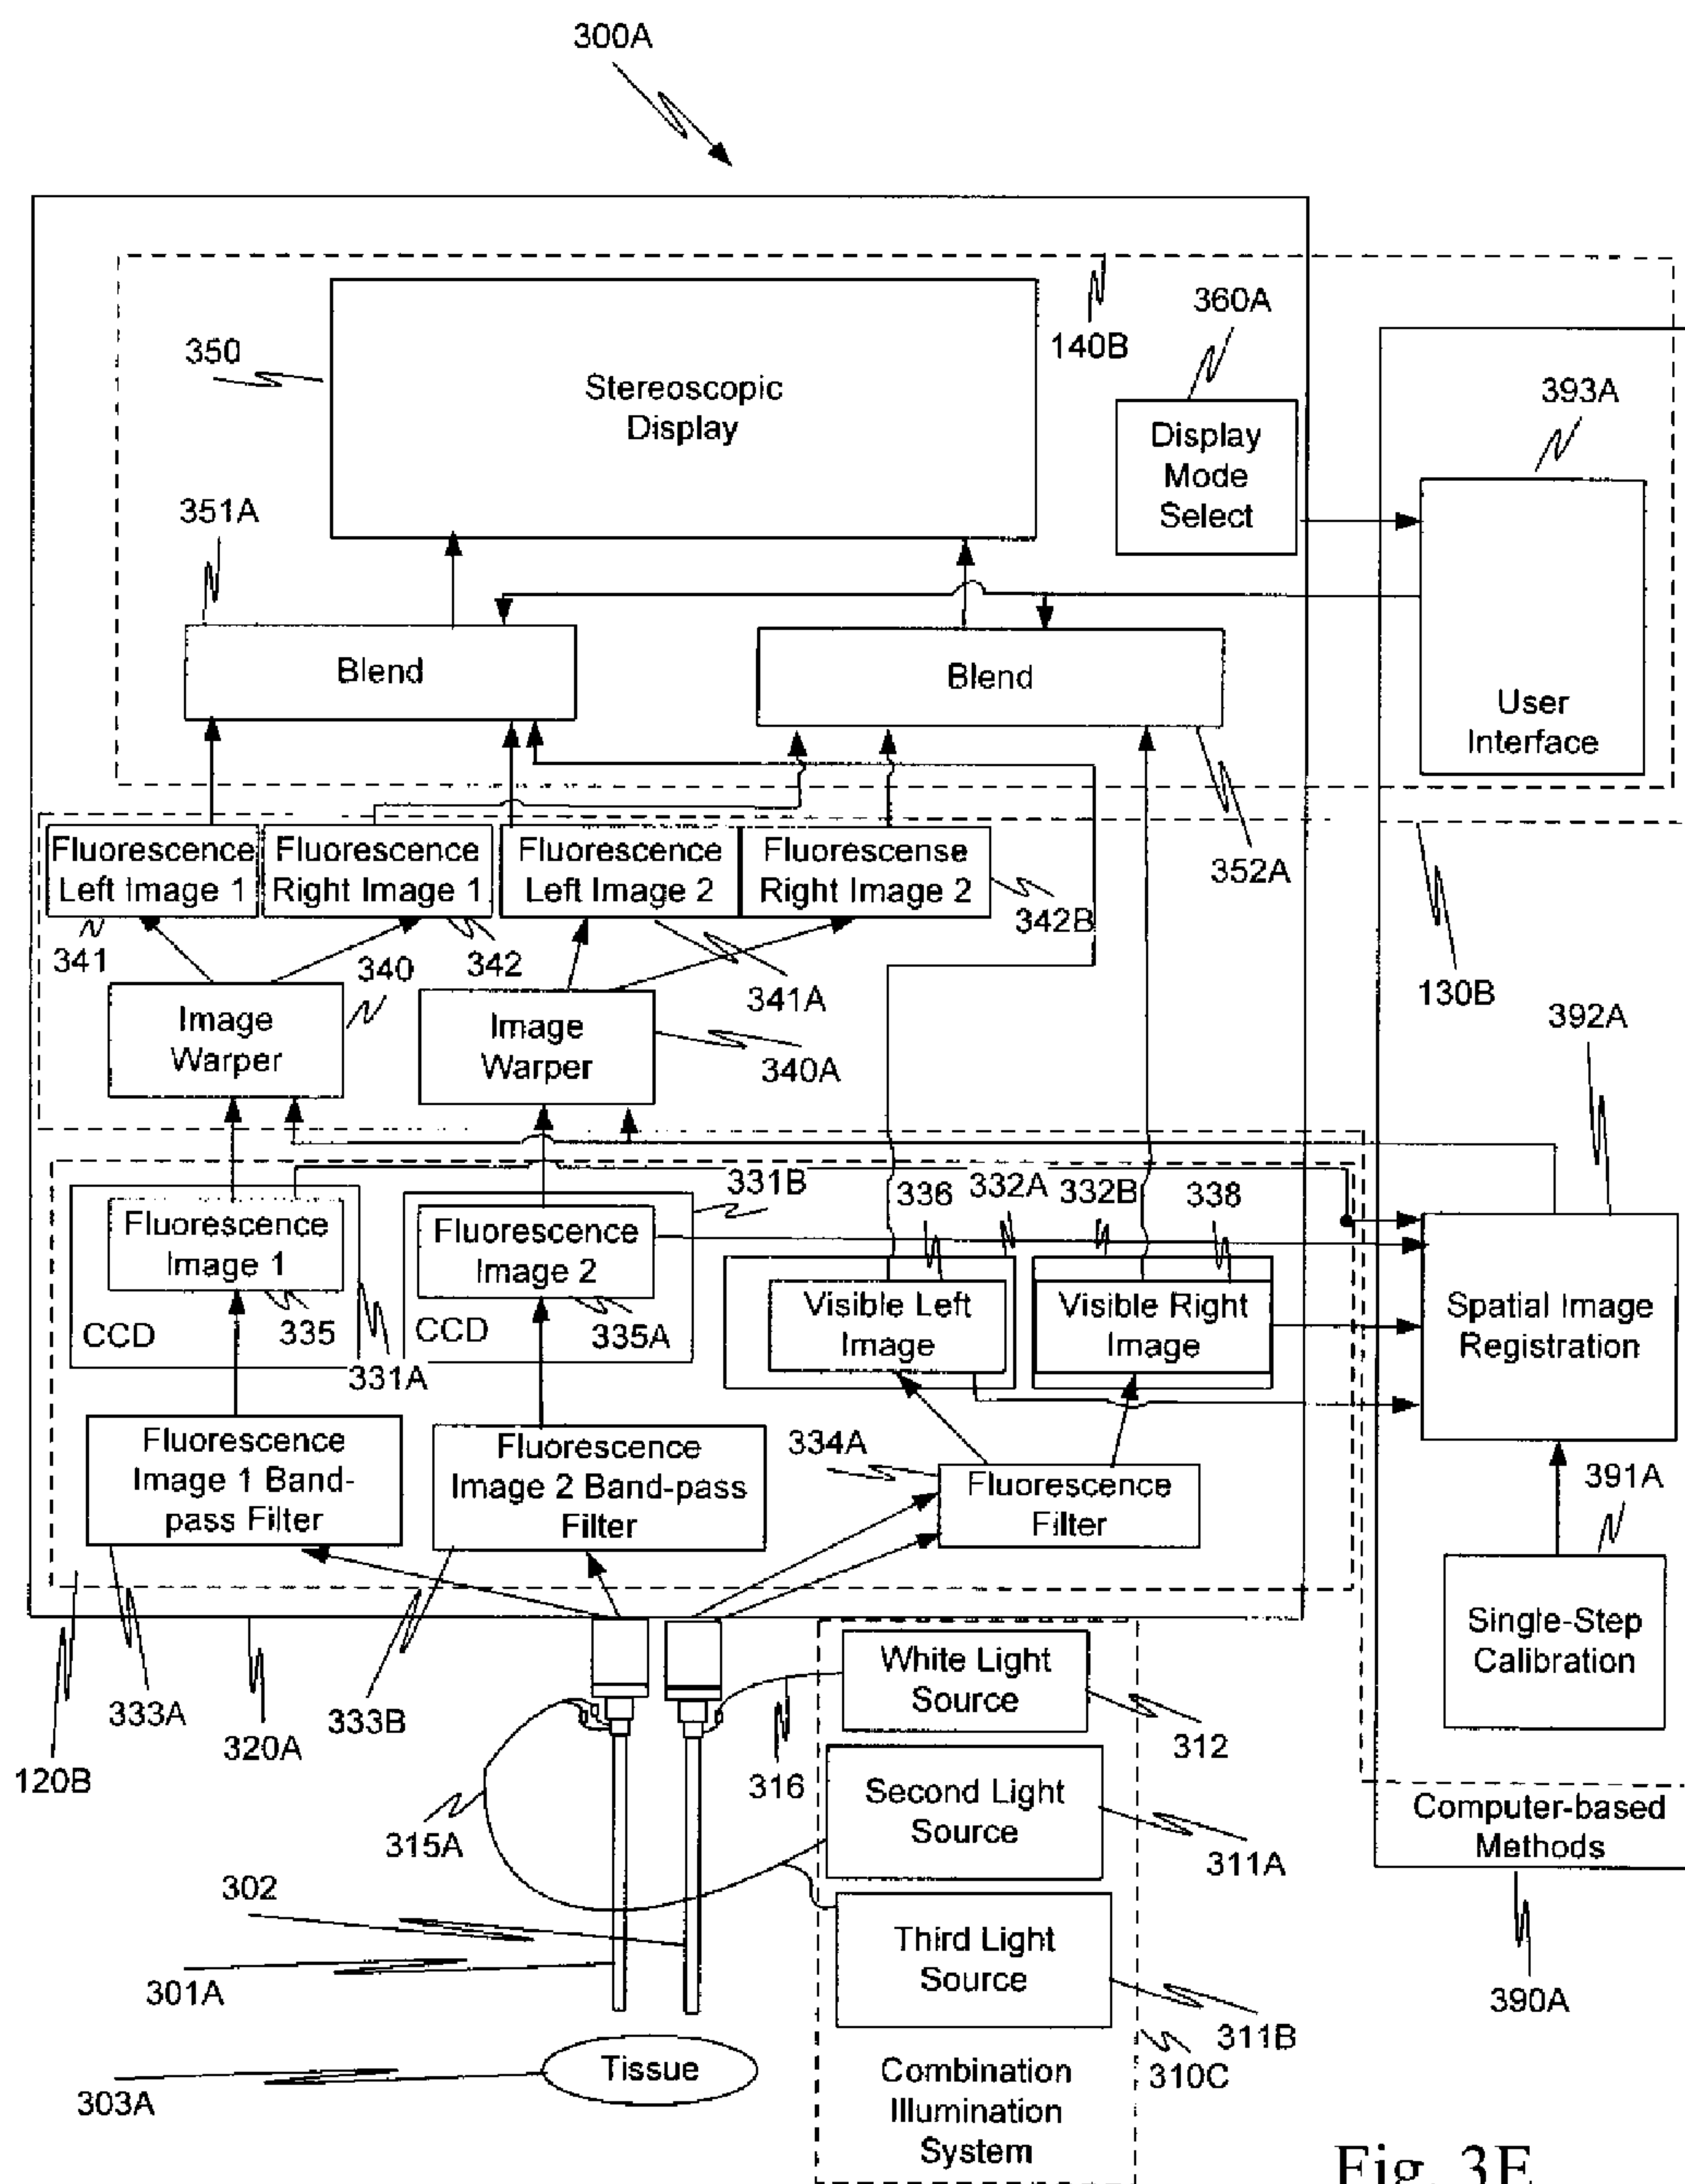 300A
140B
360A
350
Stereoscopic
Display
393A
Display
Mode
Select
351A
Blend
Blend
User
Interface
Fluorescence
Left Image 1
Fluorescence
Right Image 1
Fluorescence
Left Image 2
Fluorescense
Right Image 2
352A
342B
341
340
342
341A
130B
392A
Image
Warper
Image
Warper
340A
331B
336
332A
332B
338
Fluorescence
Image 1
Fluorescence
Image 2
Visible Left
Image
Visible Right
Image
Spatial Image
Registration
CCD
335
CCD
335A
331A
Fluorescence
Image 1 Band-
pass Filter
Fluorescence
Image 2 Band-pass
Filter
334A
Fluorescence
Filter
391A
Single-Step
Calibration
White Light
Source
333A
333B
320A
120B
316
312
315A
Second Light
Source
311A
Computer-based
Methods
302
301A
Third Light
Source
311B
390A
303A
Tissue
310C
Combination
Illumination
System
Fig. 3E